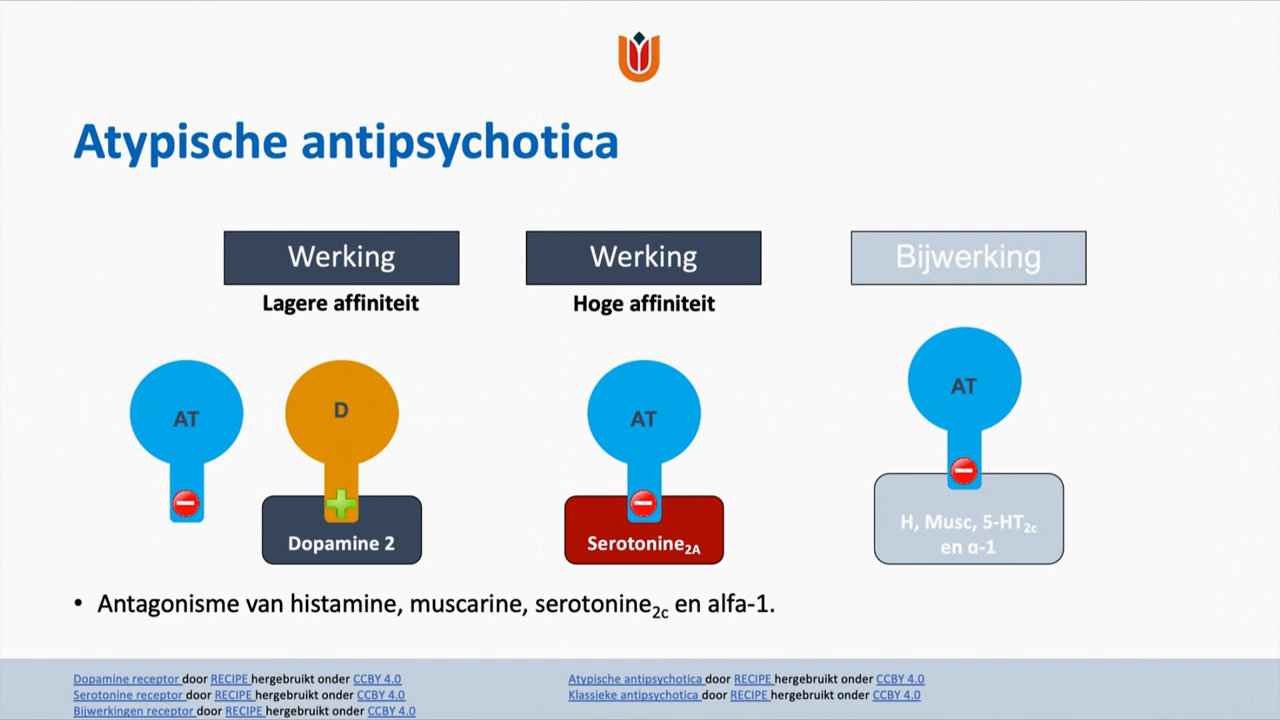 Atypische antipsychotica
Werking
Lagere affiniteit
Werking
Hoge affiniteit
Bijwerking
AT
D
Dopamine 2
AT
Serotonine2A
AT
H, Musc, 5-HT2c
en α-1
• Antagonisme van histamine, muscarine, serotonine2c en alfa-1.
Dopamine receptor door RECIPE hergebruikt onder CCBY 4.0
Serotonine receptor door RECIPE hergebruikt onder CCBY 4.0
Bijwerkingen receptor door RECIPE hergebruikt onder CCBY 4.0
Atypische antipsychotica door RECIPE hergebruikt onder CCBY 4.0
Klassieke antipsychotica door RECIPE hergebruikt onder CCBY 4.0